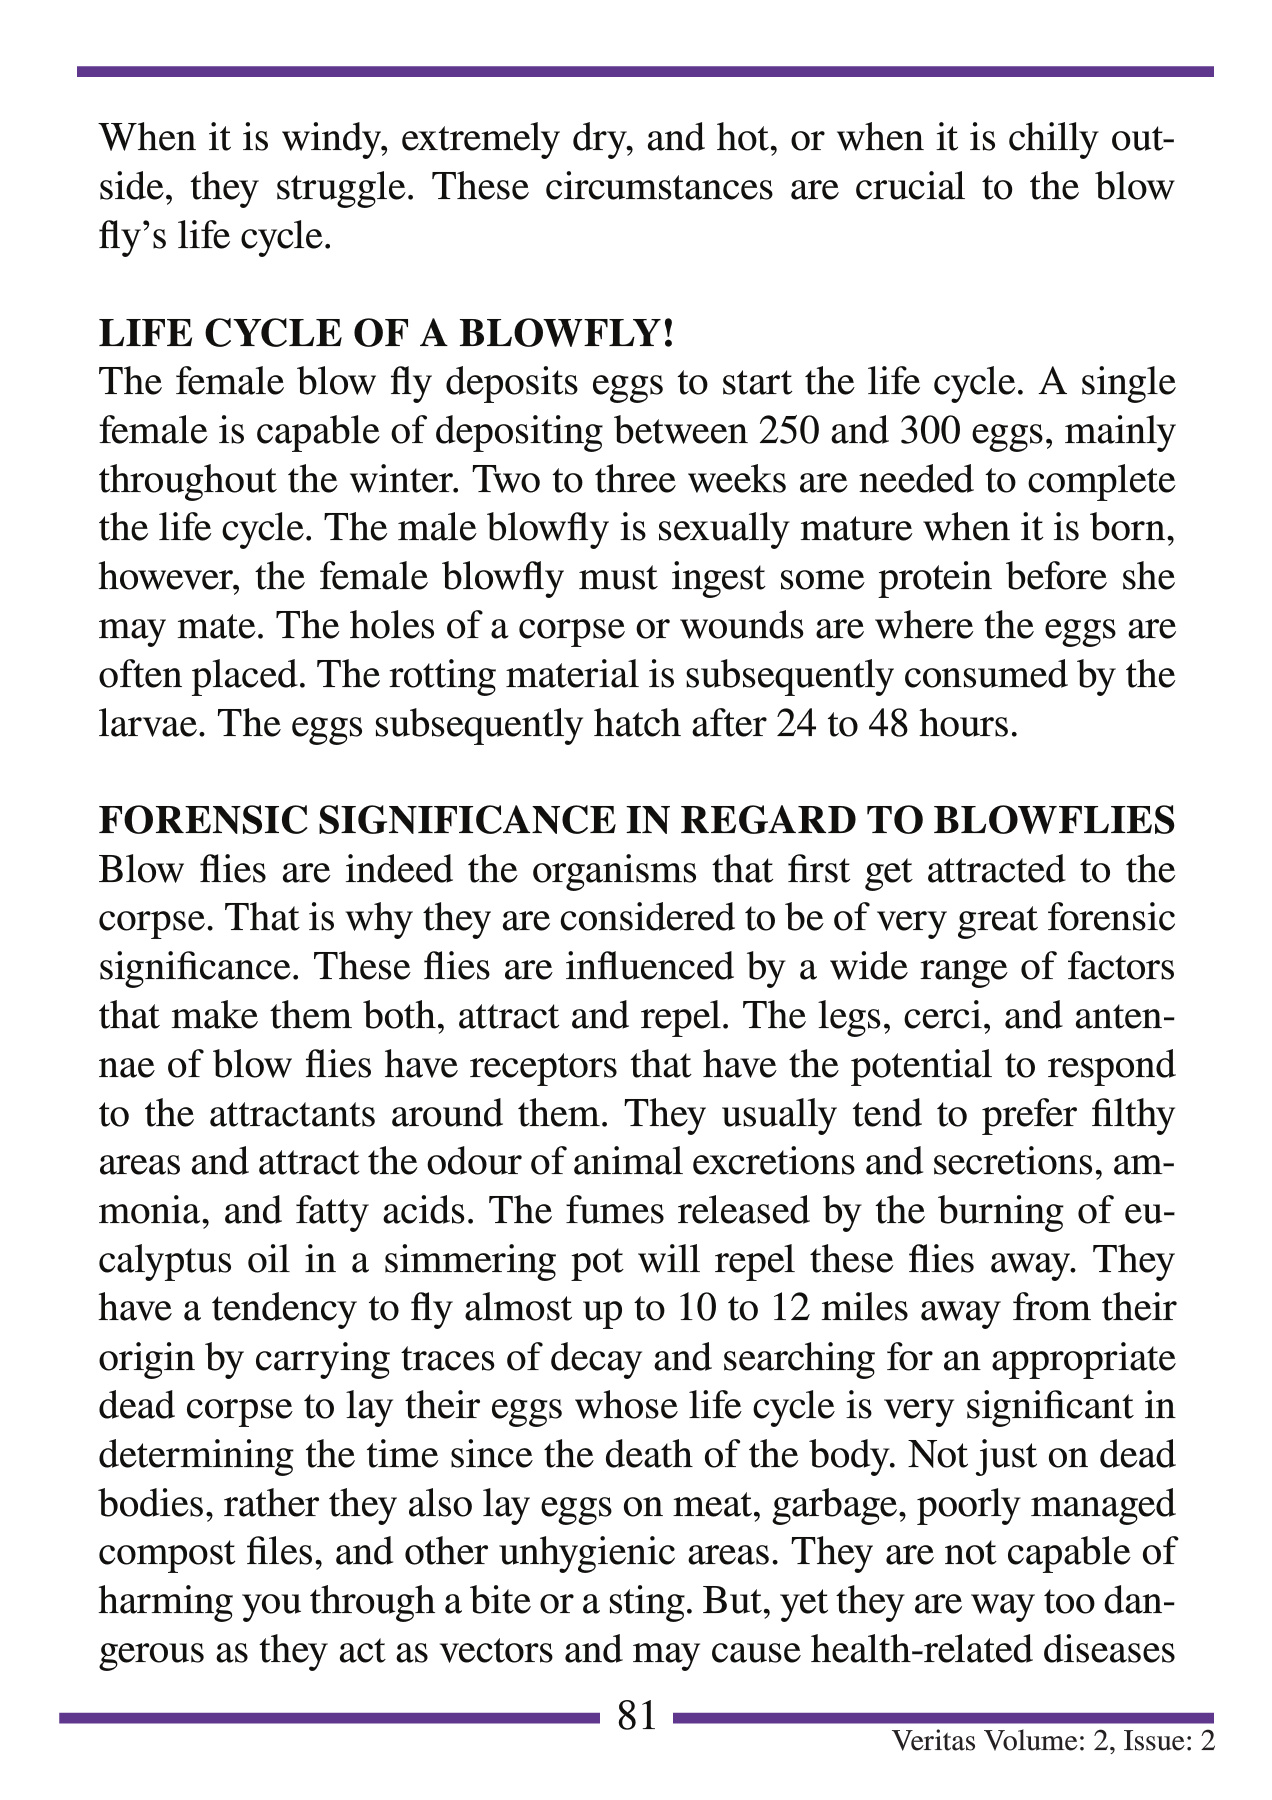 When it is windy, extremely dry, and hot, or when it is chilly out-
side, they struggle. These circumstances are crucial to the blow
fly’s life cycle.
LIFE CYCLE OF A BLOWFLY!
The female blow fly deposits eggs to start the life cycle. A single
female is capable of depositing between 250 and 300 eggs, mainly
throughout the winter. Two to three weeks are needed to complete
the life cycle. The male blowfly is sexually mature when it is born,
however, the female blowfly must ingest some protein before she
may mate. The holes of a corpse or wounds are where the eggs are
often placed. The rotting material is subsequently consumed by the
larvae. The eggs subsequently hatch after 24 to 48 hours.
FORENSIC SIGNIFICANCE IN REGARD TO BLOWFLIES
Blow flies are indeed the organisms that first get attracted to the
corpse. That is why they are considered to be of very great forensic
significance. These flies are influenced by a wide range of factors
that make them both, attract and repel. The legs, cerci, and anten-
nae of blow flies have receptors that have the potential to respond
to the attractants around them. They usually tend to prefer filthy
areas and attract the odour of animal excretions and secretions, am-
monia, and fatty acids. The fumes released by the burning of eu-
calyptus oil in a simmering pot will repel these flies away. They
have a tendency to fly almost up to 10 to 12 miles away from their
origin by carrying traces of decay and searching for an appropriate
dead corpse to lay their eggs whose life cycle is very significant in
determining the time since the death of the body. Not just on dead
bodies, rather they also lay eggs on meat, garbage, poorly managed
compost files, and other unhygienic areas. They are not capable of
harming you through a bite or a sting. But, yet they are way too dan-
gerous as they act as vectors and may cause health-related diseases
81
Veritas Volume: 2, Issue: 2